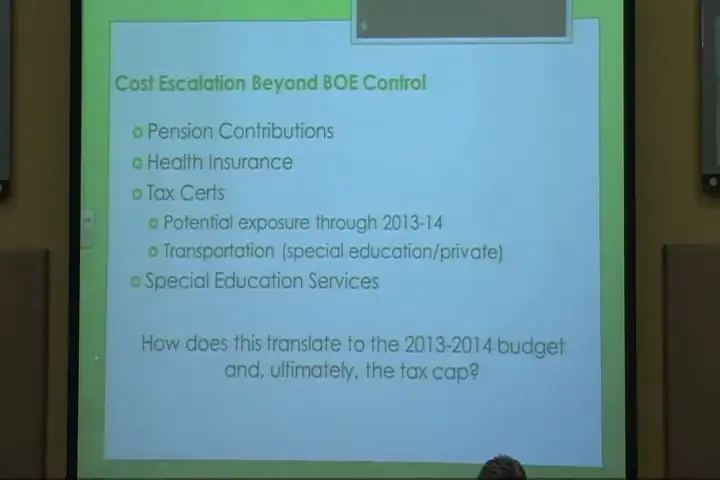 Cost Escalation Beyond BOE Control
Pension Contributions
Health Insurance
Tax Certs
Potential exposure through 2013-14
Transportation (special education/private)
Special Education Services
How does this translate to the 2013-2014 budget
and, ultimately, the tax cap?